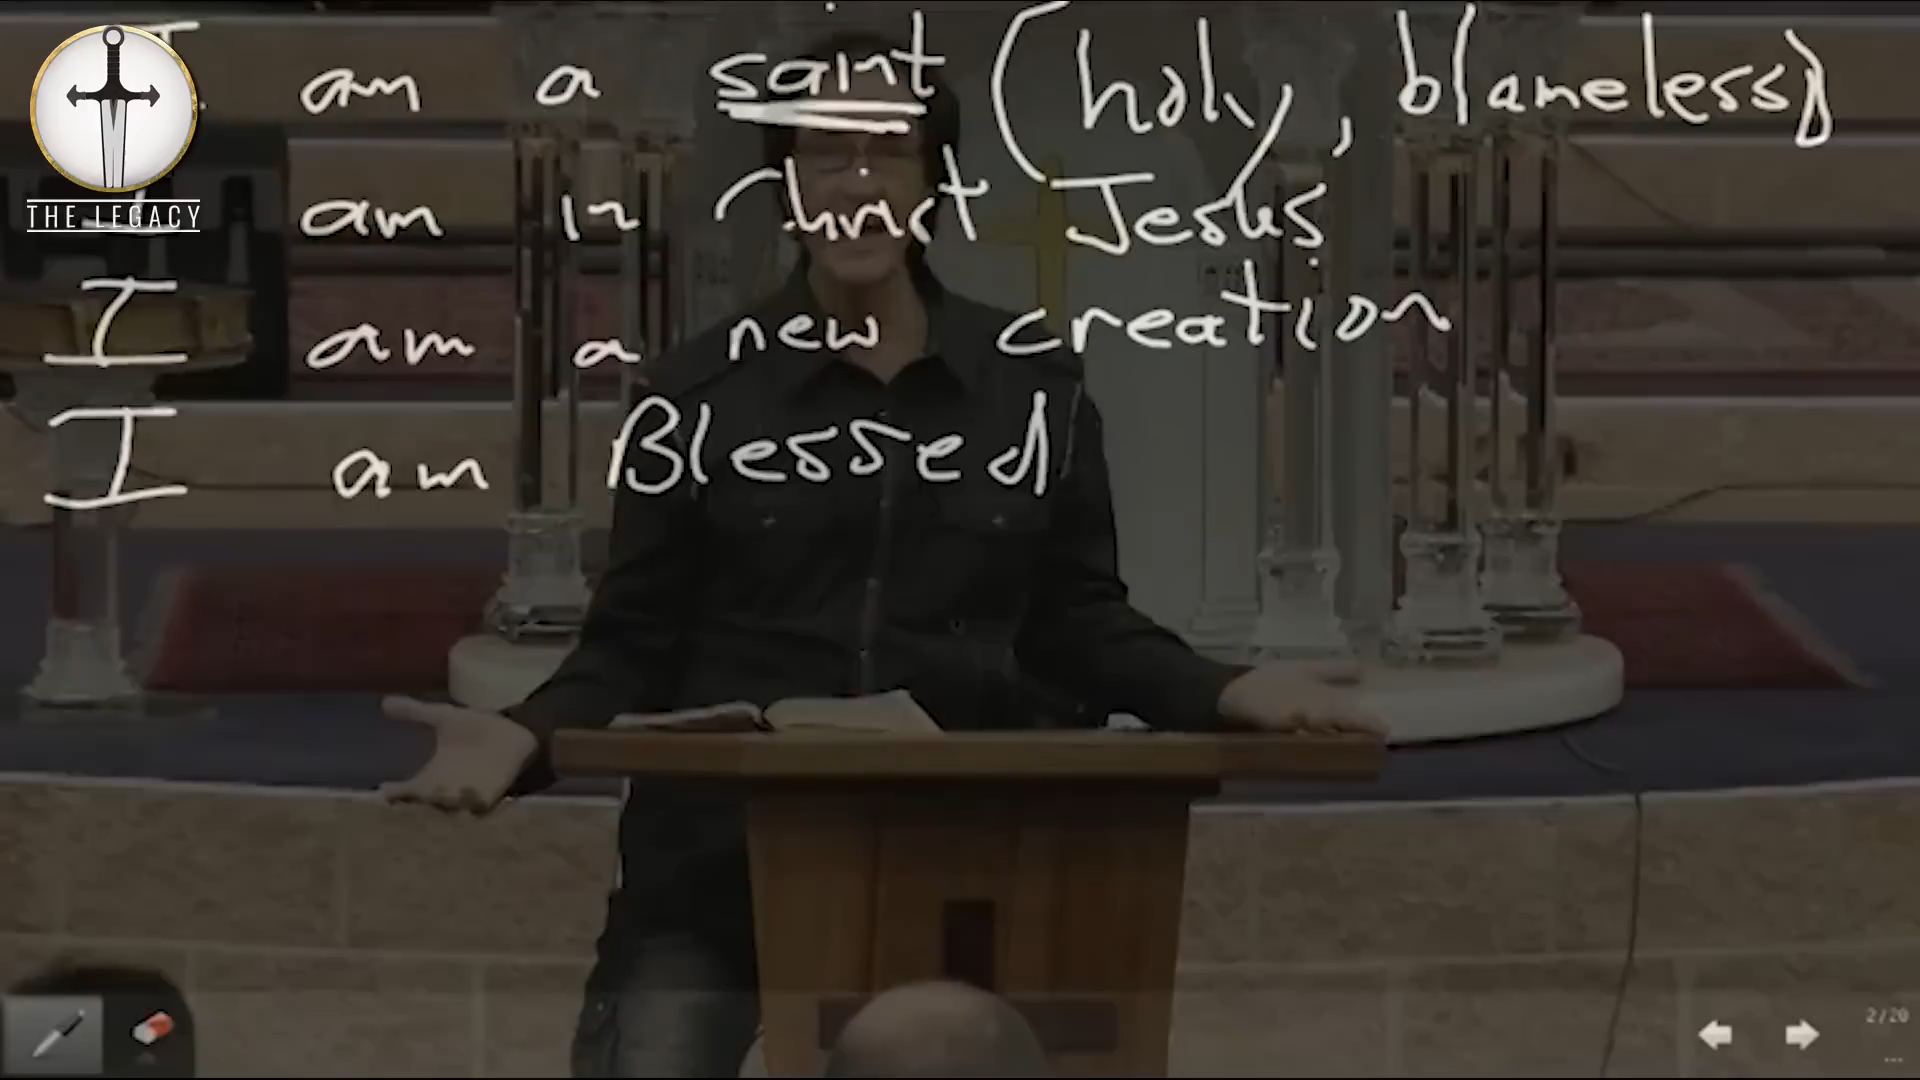 I am a saint (holy, blameless)
THE LEGACY
I am in Christ Jesus
I am a new creation
I am Blessed
2/20
...